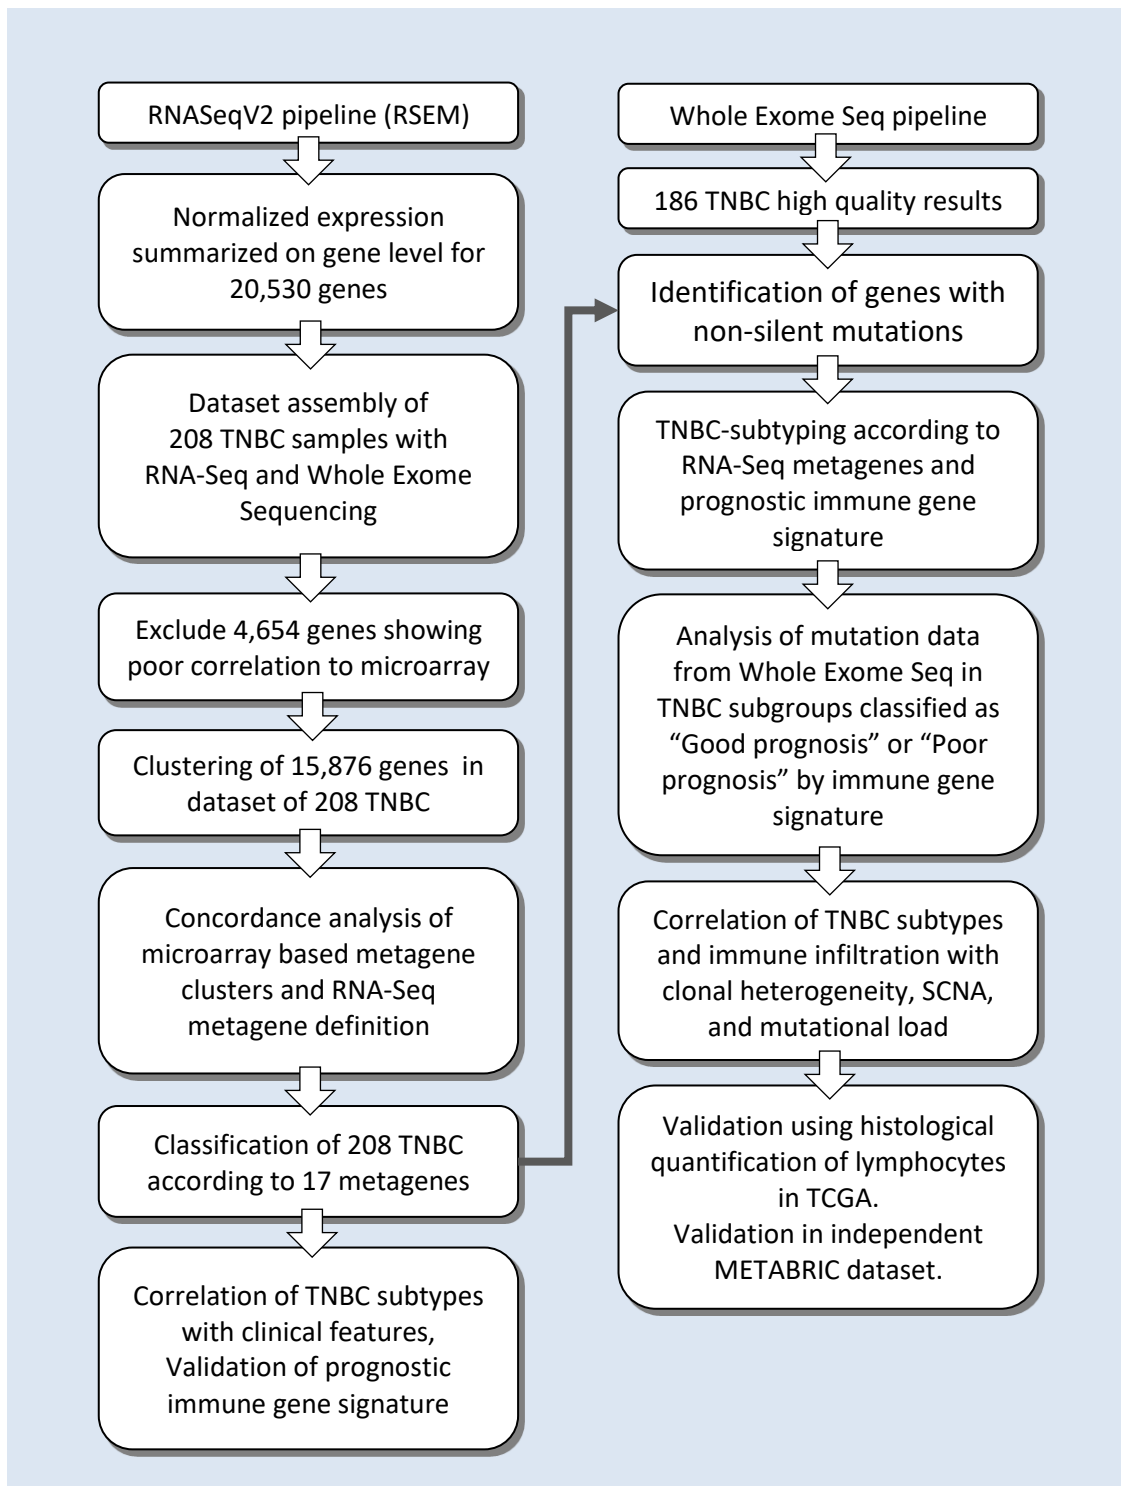 RNASeqV2 pipeline (RSEM)
Normalized expression
summarized on gene level for
20,530 genes
Dataset assembly of
208 TNBC samples with
RNA-Seq and Whole Exome
Sequencing
Exclude 4,654 genes showing
poor correlation to microarray
Clustering of 15,876 genes in
dataset of 208 TNBC
Concordance analysis of
microarray based metagene
clusters and RNA-Seq
metagene definition
Classification of 208 TNBC
according to 17 metagenes
Correlation of TNBC subtypes
with clinical features,
Validation of prognostic
immune gene signature
Whole Exome Seq pipeline
186 TNBC high quality results
Identification of genes with
non-silent mutations
TNBC-subtyping according to
RNA-Seq metagenes and
prognostic immune gene
signature
Analysis of mutation data
from Whole Exome Seq in
TNBC subgroups classified as
“Good prognosis” or “Poor
prognosis” by immune gene
signature
Correlation of TNBC subtypes
and immune infiltration with
clonal heterogeneity, SCNA,
and mutational load
Validation using histological
quantification of lymphocytes
in TCGA.
Validation in independent
METABRIC dataset.